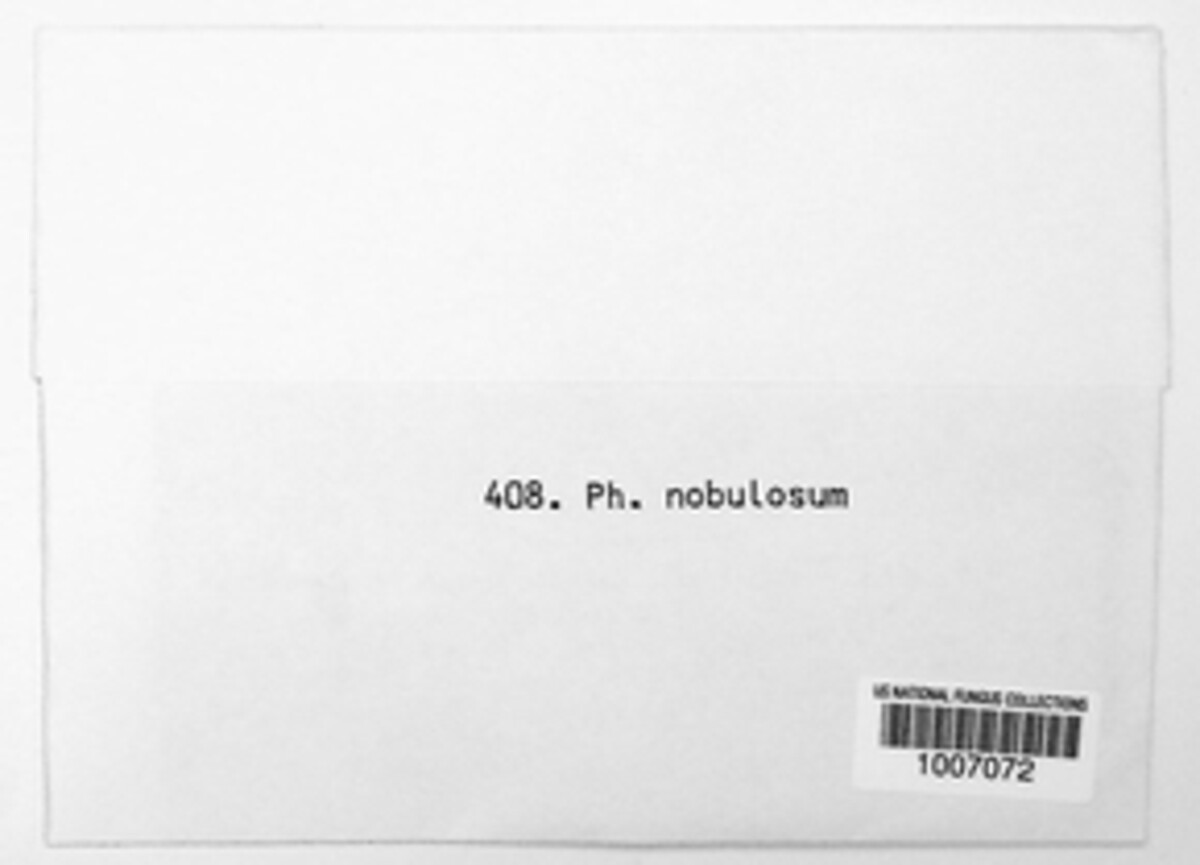 408. Ph. nobulosum
US NATIONAL FUNGUS COLLECTIONS
1007072